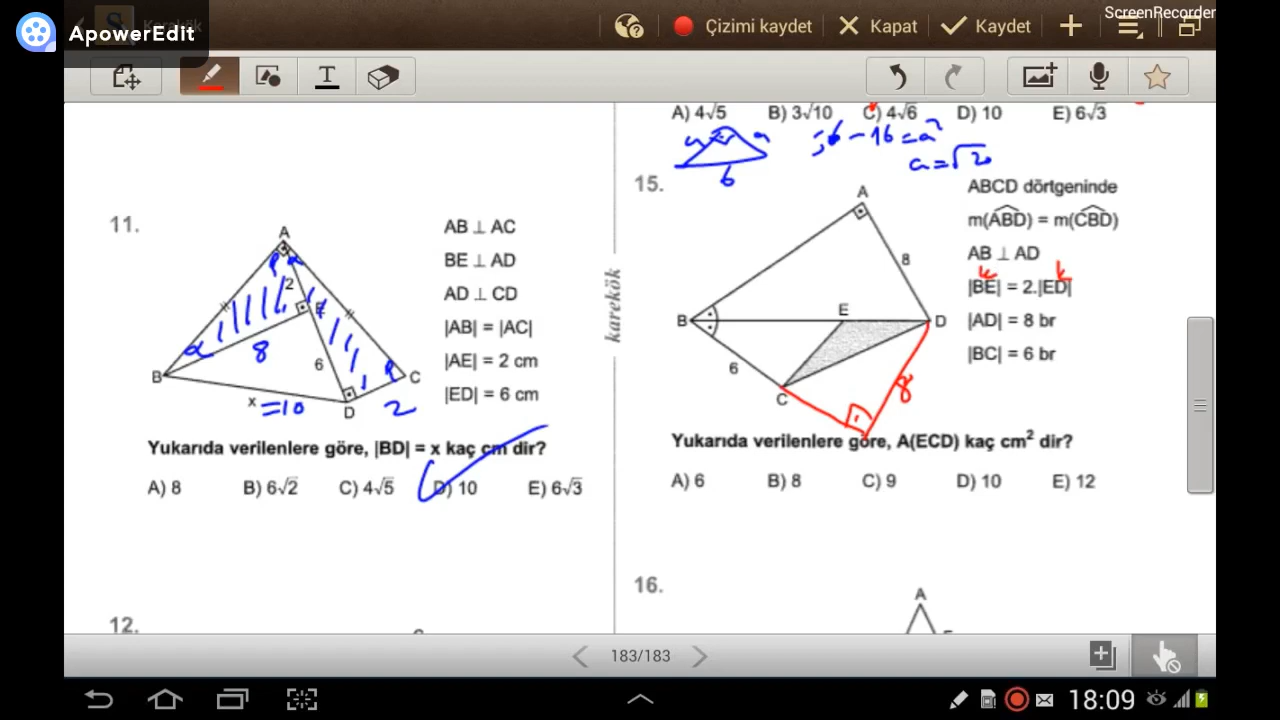 ScreenRecorder
ApowerEdit
Çizimi kaydet
Kapat
Kaydet
11.
A
B
C
D
E
2
8
6
x =10
2
α
AB ⊥ AC
BE ⊥ AD
AD ⊥ CD
|AB| = |AC|
|AE| = 2 cm
|ED| = 6 cm
Yukarıda verilenlere göre, |BD| = x kaç cm dir?
A) 8 B) 6√2 C) 4√5 D) 10 E) 6√3
12.
karekök
A) 4√5 B) 3√10 C) 4√6 D) 10 E) 6√3
a a
6
36 - 16 = a²
a = √20
15.
A
B
C
D
E
8
6
8
ABCD dörtgeninde
m(ABD) = m(CBD)
AB ⊥ AD
k
|BE| = 2.|ED|
|AD| = 8 br
|BC| = 6 br
Yukarıda verilenlere göre, A(ECD) kaç cm² dir?
A) 6 B) 8 C) 9 D) 10 E) 12
16.
A
183/183
18:09